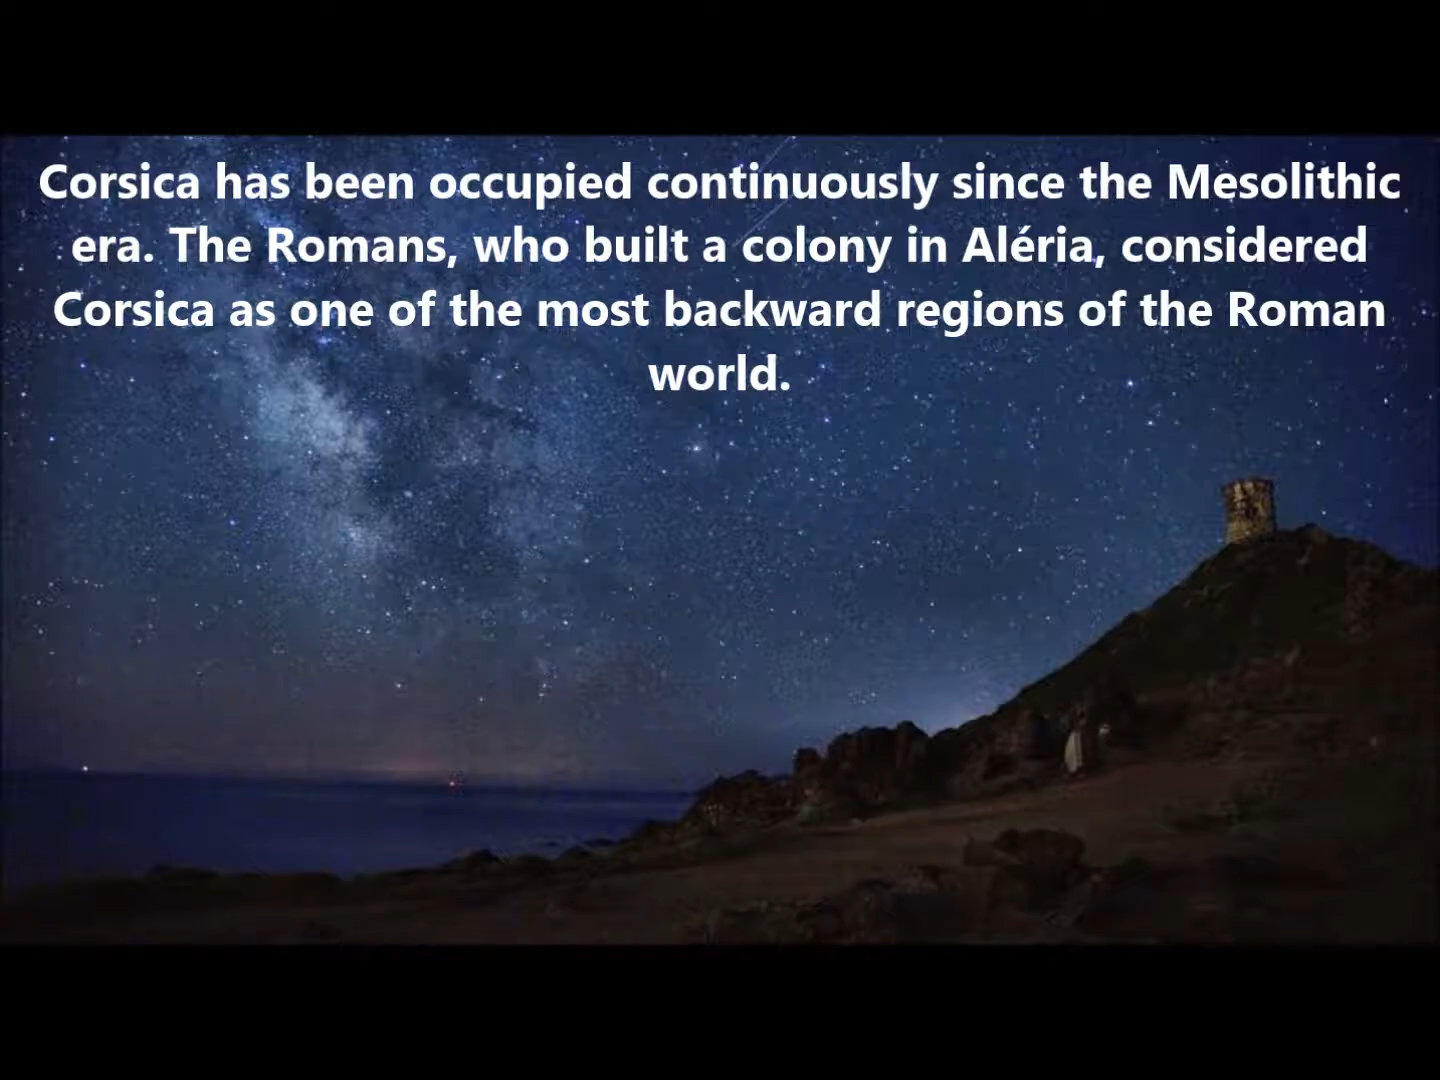 Corsica has been occupied continuously since the Mesolithic
era. The Romans, who built a colony in Aléria, considered
Corsica as one of the most backward regions of the Roman
world.